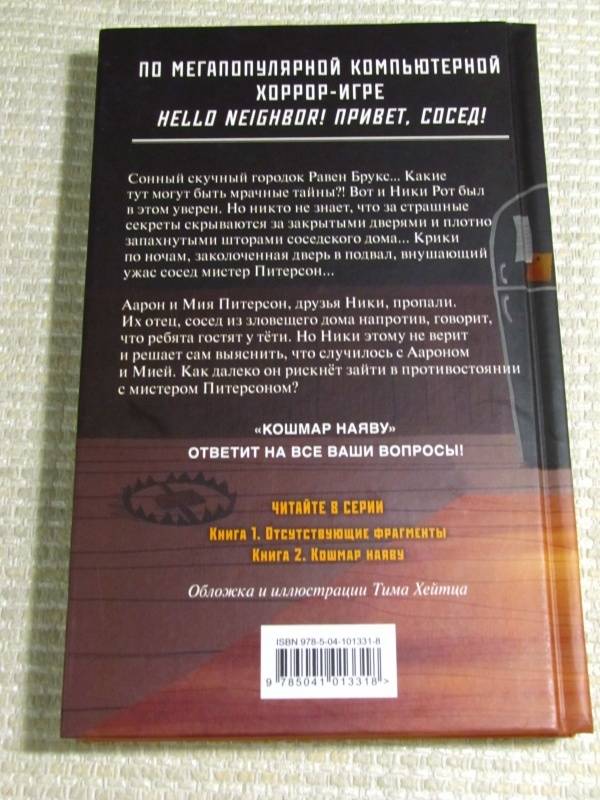 ПО МЕГАПОПУЛЯРНОЙ КОМПЬЮТЕРНОЙ
ХОРРОР-ИГРЕ
HELLO NEIGHBOR! ПРИВЕТ, СОСЕД!
Сонный скучный городок Равен Брукс... Какие
тут могут быть мрачные тайны?! Вот и Ники Рот был
в этом уверен. Но никто не знает, что за страшные
секреты скрываются за закрытыми дверями и плотно
запахнутыми шторами соседского дома... Крики
по ночам, заколоченная дверь в подвал, внушающий
ужас сосед мистер Питерсон...
Аарон и Мия Питерсон, друзья Ники, пропали.
Их отец, сосед из зловещего дома напротив, говорит,
что ребята гостят у тёти. Но Ники этому не верит
и решает сам выяснить, что случилось с Аароном
и Мией. Как далеко он рискнёт зайти в противостоянии
с мистером Питерсоном?
«КОШМАР НАЯВУ»
ОТВЕТИТ НА ВСЕ ВАШИ ВОПРОСЫ!
ЧИТАЙТЕ В СЕРИИ
Книга 1. Отсутствующие фрагменты
Книга 2. Кошмар наяву
Обложка и иллюстрации Тима Хейтца
ISBN 978-5-04-101331-8
9 785041 013318 >